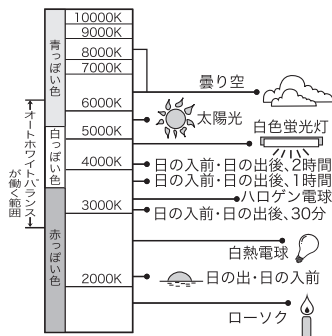 10000K
9000K
8000K
7000K
6000K
5000K
4000K
3000K
2000K
青っぽい色
白っぽい色
赤っぽい色
オートホワイトバランス
が働く範囲
曇り空
太陽光
白色蛍光灯
日の入前・日の出後、2時間
日の入前・日の出後、1時間
ハロゲン電球
日の入前・日の出後、30分
白熱電球
日の出・日の入前
ローソク